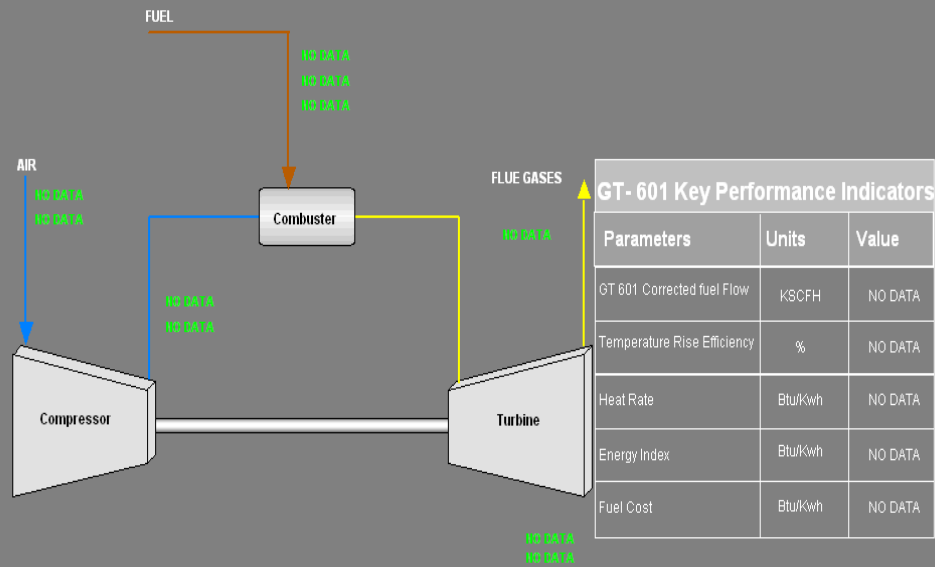 FUEL
NO DATA
NO DATA
NO DATA
AIR
NO DATA
NO DATA
Combuster
FLUE GASES
NO DATA
NO DATA
NO DATA
Compressor
Turbine
NO DATA
NO DATA
GT- 601 Key Performance Indicators
Parameters Units Value
GT 601 Corrected fuel Flow KSCFH NO DATA
Temperature Rise Efficiency % NO DATA
Heat Rate Btu/Kwh NO DATA
Energy Index Btu/Kwh NO DATA
Fuel Cost Btu/Kwh NO DATA